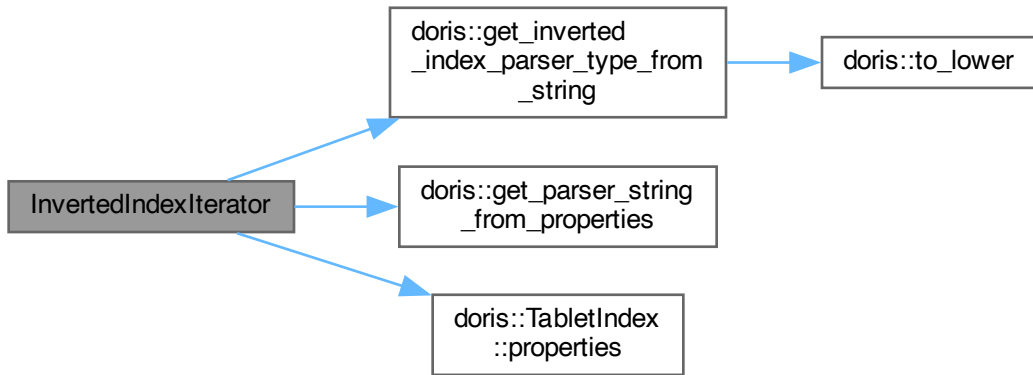 doris::get_inverted
_index_parser_type_from
_string
doris::to_lower
InvertedIndexIterator
doris::get_parser_string
_from_properties
doris::TabletIndex
::properties